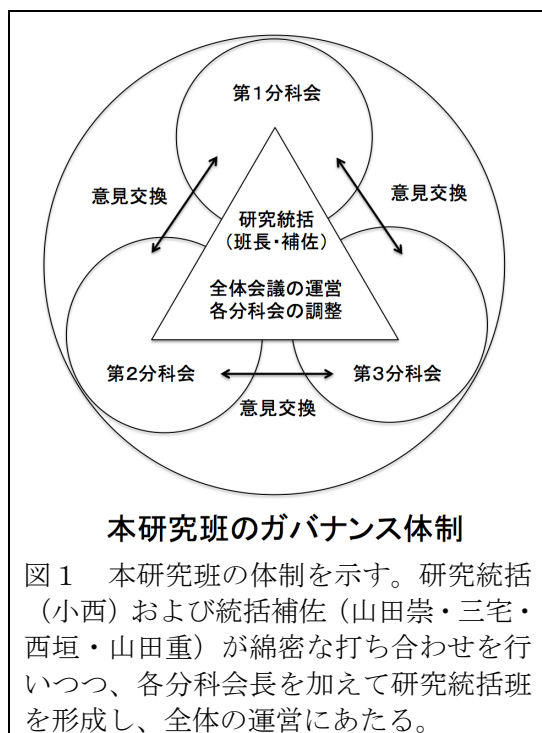 第1分科会
意見交換
意見交換
研究統括
(班長・補佐)
全体会議の運営
各分科会の調整
第2分科会
第3分科会
意見交換
本研究班のガバナンス体制
図１　本研究班の体制を示す。研究統括
（小西）および統括補佐（山田崇・三宅・
西垣・山田重）が綿密な打ち合わせを行
いつつ、各分科会長を加えて研究統括班
を形成し、全体の運営にあたる。